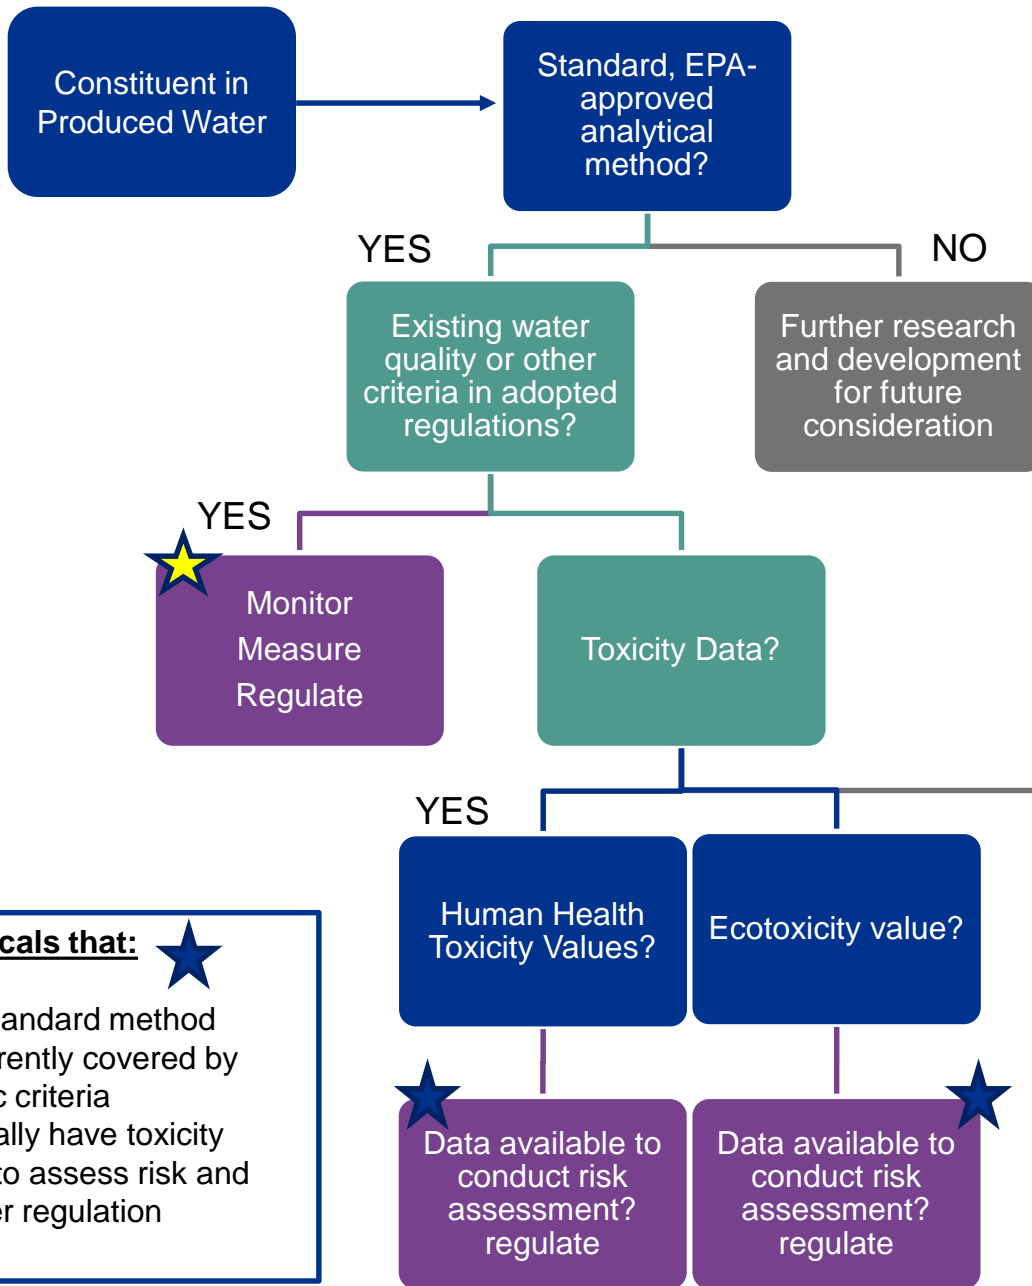 Constituent in
Produced Water
Standard, EPA-
approved
analytical
method?
YES
NO
Existing water
quality or other
criteria in adopted
regulations?
Further research
and development
for future
consideration
YES
Monitor
Measure
Regulate
Toxicity Data?
YES
Human Health
Toxicity Values?
Ecotoxicity value?
cals that:
andard method
rently covered by
c criteria
ally have toxicity
to assess risk and
er regulation
Data available to
conduct risk
assessment?
regulate
Data available to
conduct risk
assessment?
regulate